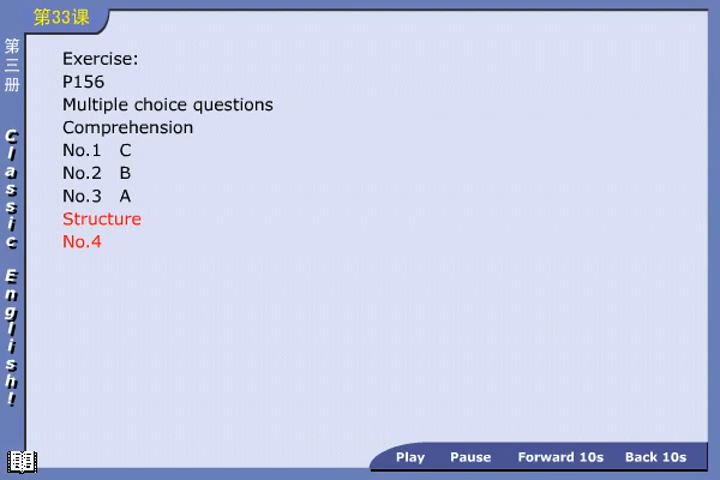 第33课
第三册
Classic English!
Exercise:
P156
Multiple choice questions
Comprehension
No.1 C
No.2 B
No.3 A
Structure
No.4
Play Pause Forward 10s Back 10s